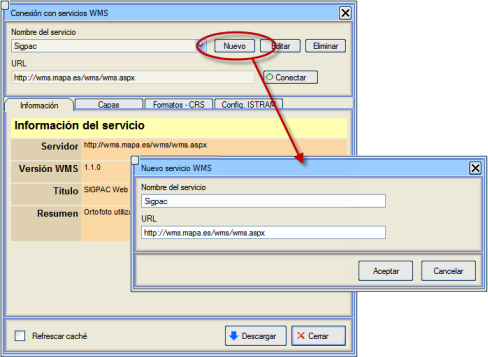 Conexión con servicios WMS
Nombre del servicio
Sigpac
Nuevo
Editar
Eliminar
URL
http://wms.mapa.es/wms/wms.aspx
Conectar
Información
Capas
Formatos - CRS
Config. ISTRAM
Información del servicio
Servidor http://wms.mapa.es/wms/wms.aspx
Versión WMS 1.1.0
Título SIGPAC Web
Resumen Ortofoto
Nuevo servicio WMS
Nombre del servicio
Sigpac
URL
http://wms.mapa.es/wms/wms.aspx
Aceptar
Cancelar
Refrescar caché
Descargar
Cerrar